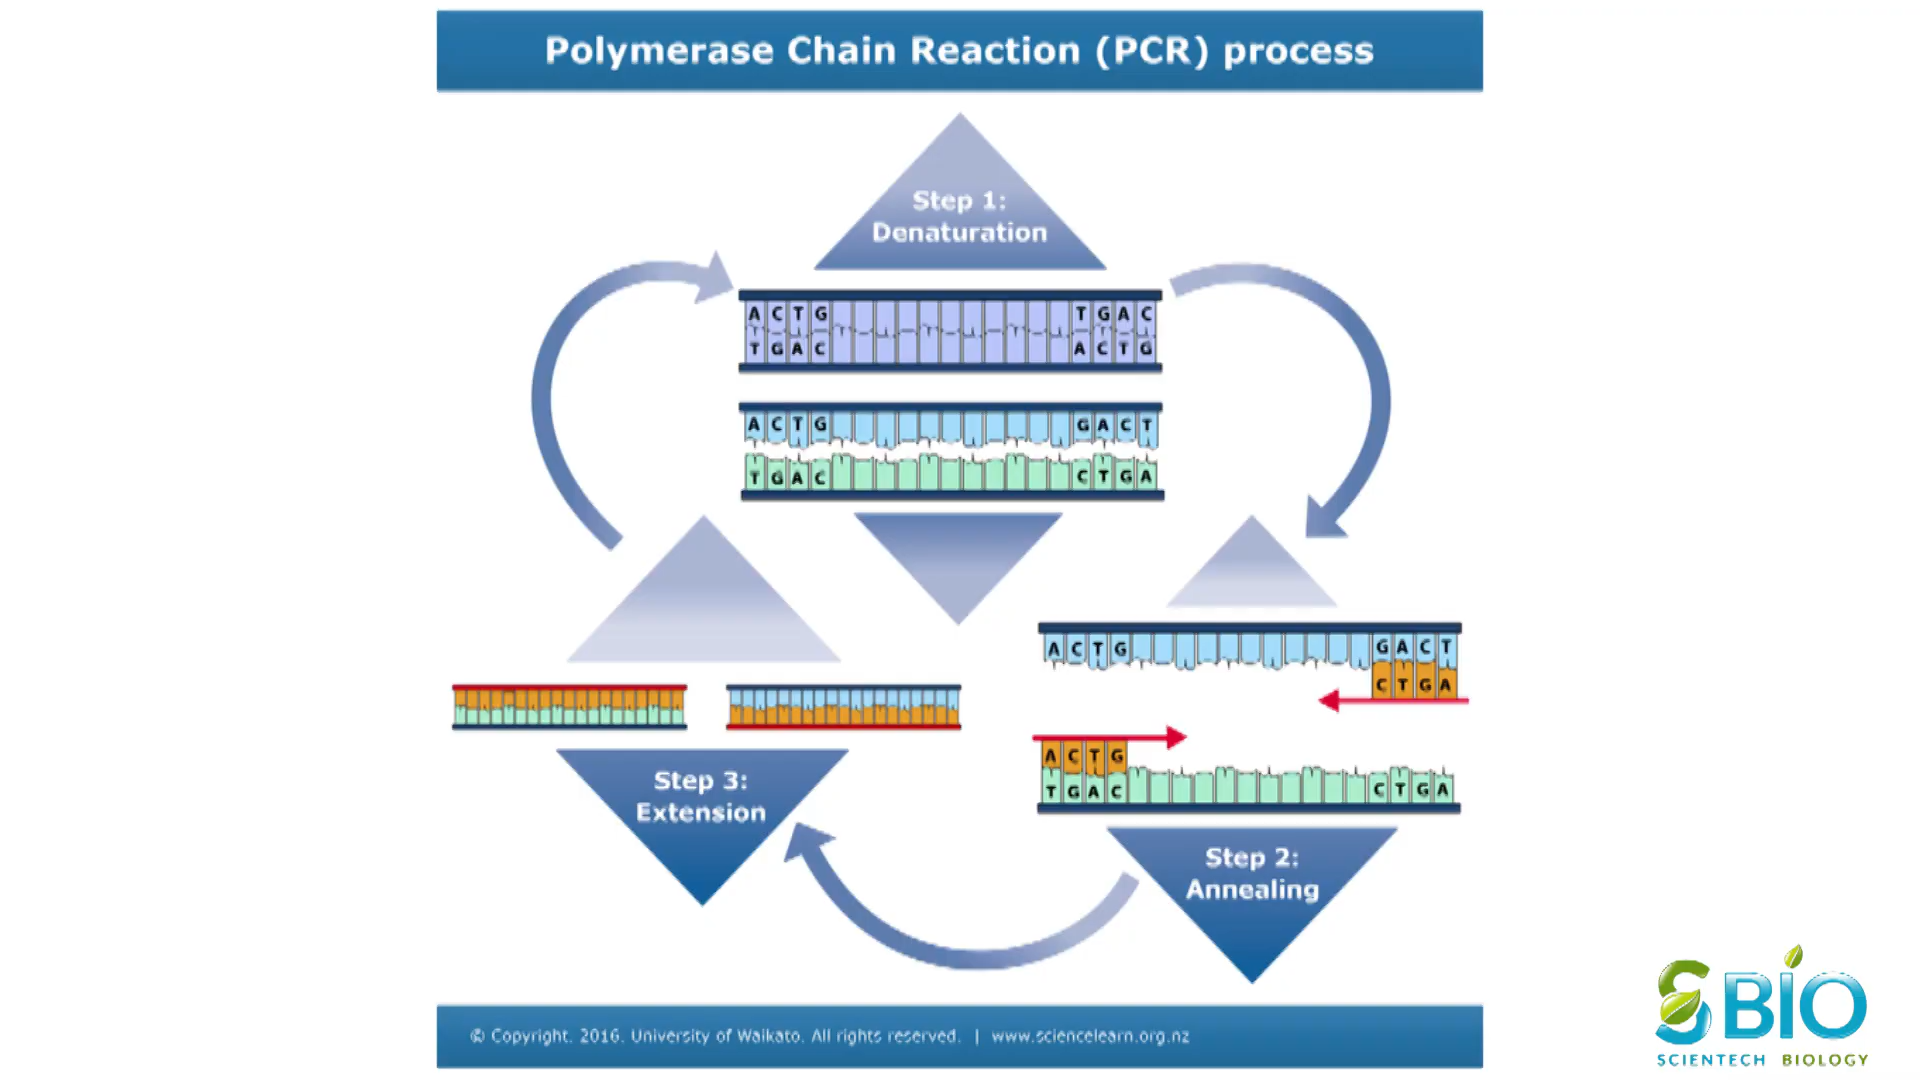 Polymerase Chain Reaction (PCR) process
Step 1:
Denaturation
A C T G T G A C
T G A C A C T G
A C T G G A C T
T G A C C T G A
A C T G G A C T
C T G A
A C T G
T G A C C T G A
Step 3:
Extension
Step 2:
Annealing
© Copyright. 2016. University of Waikato. All rights reserved. | www.sciencelearn.org.nz
S BIO
SCIENTECH BIOLOGY